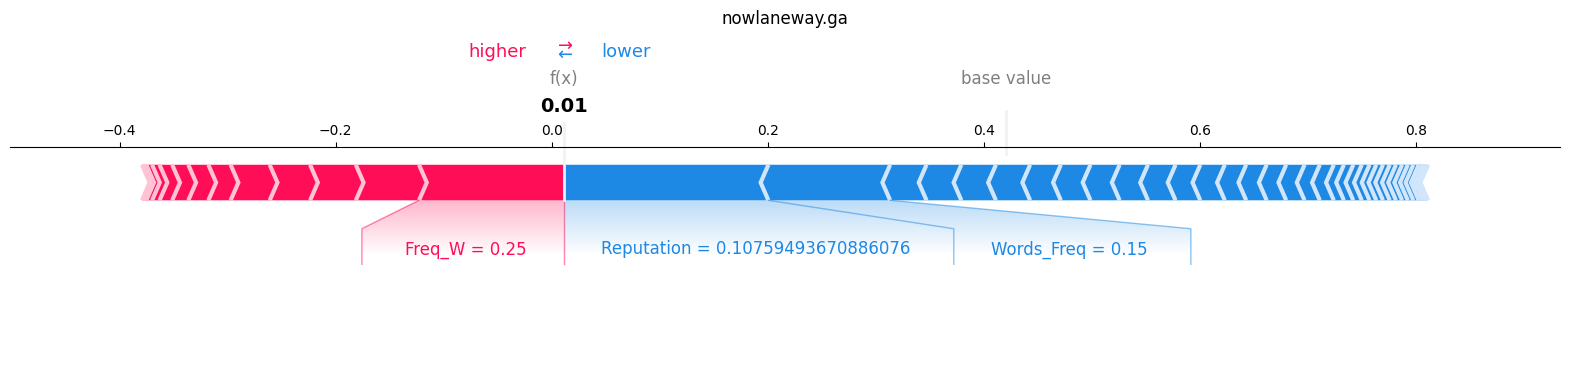 nowlaneway.ga
higher → ← lower
f(x) base value
0.01
−0.4 −0.2 0.0 0.2 0.4 0.6 0.8
Freq_W = 0.25 Reputation = 0.10759493670886076 Words_Freq = 0.15